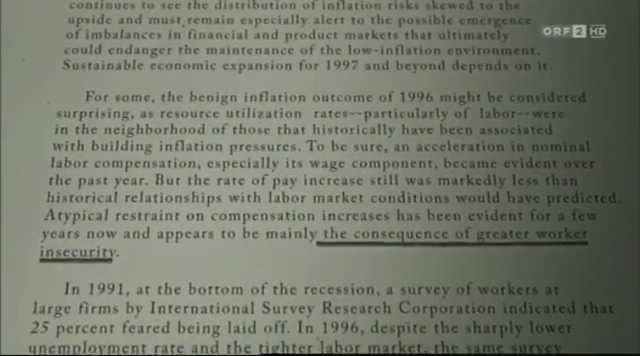 continues to see the distribution of inflation risks skewed to the
upside and must remain especially alert to the possible emergence
of imbalances in financial and product markets that ultimately
could endanger the maintenance of the low-inflation environment.
Sustainable economic expansion for 1997 and beyond depends on it.
ORF 2 HD
For some, the benign inflation outcome of 1996 might be considered
surprising, as resource utilization rates--particularly of labor--were
in the neighborhood of those that historically have been associated
with building inflation pressures. To be sure, an acceleration in nominal
labor compensation, especially its wage component, became evident over
the past year. But the rate of pay increase still was markedly less than
historical relationships with labor market conditions would have predicted.
Atypical restraint on compensation increases has been evident for a few
years now and appears to be mainly the consequence of greater worker
insecurity.
In 1991, at the bottom of the recession, a survey of workers at
large firms by International Survey Research Corporation indicated that
25 percent feared being laid off. In 1996, despite the sharply lower
unemployment rate and the tighter labor market, the same survey